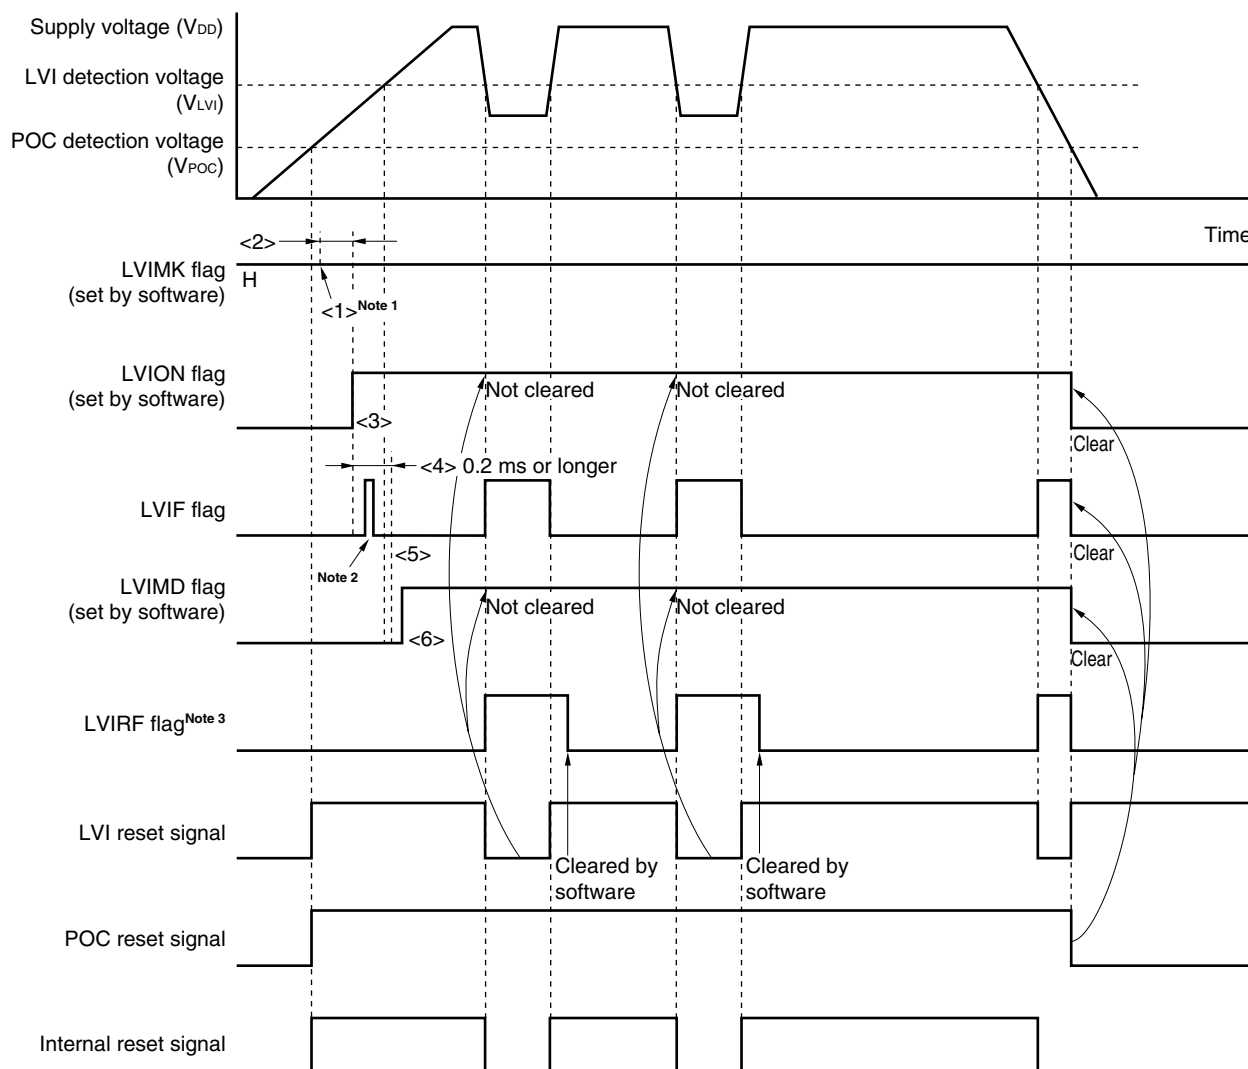 Supply voltage (VDD)
LVI detection voltage
(VLVI)
POC detection voltage
(VPOC)
Time
<2>
LVIMK flag
(set by software)
H
<1>Note 1
LVION flag
(set by software)
Not cleared
Not cleared
<3>
Clear
<4> 0.2 ms or longer
LVIF flag
Note 2
<5>
Clear
LVIMD flag
(set by software)
Not cleared
Not cleared
<6>
Clear
LVIRF flagNote 3
LVI reset signal
Cleared by
software
Cleared by
software
POC reset signal
Internal reset signal